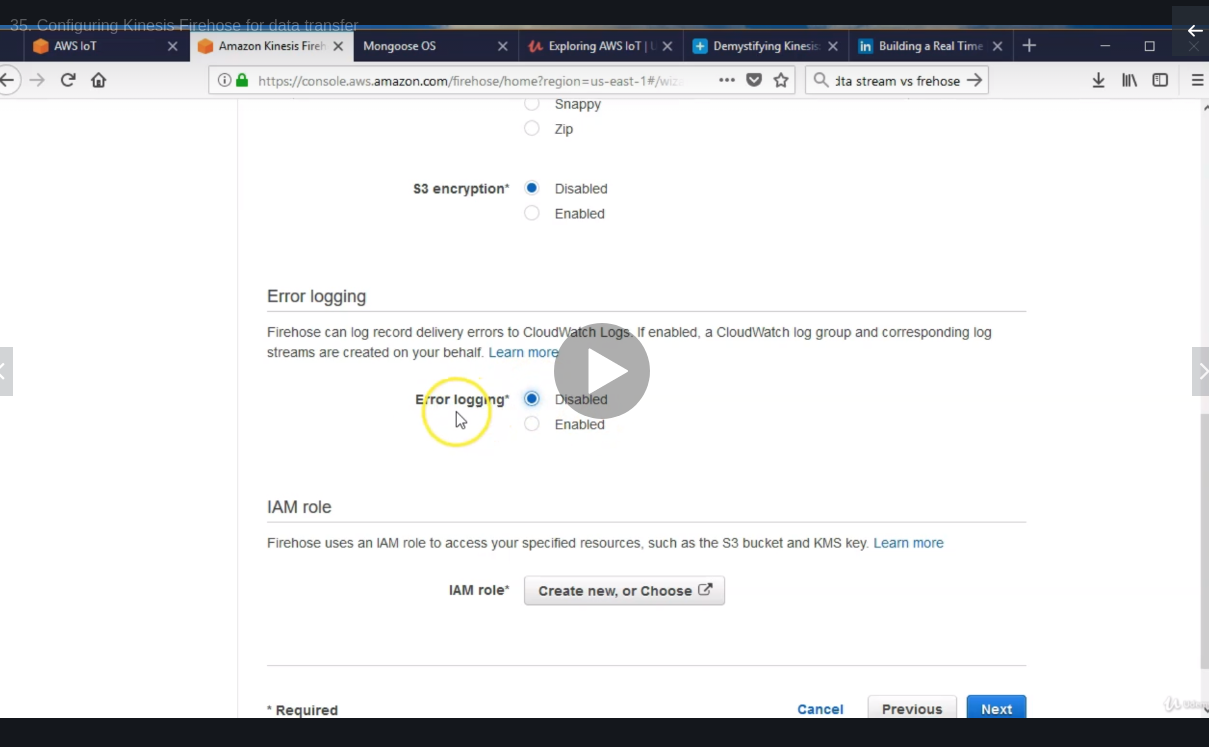 35. Configuring Kinesis Firehose for data transfer
AWS IoT
Amazon Kinesis Fireh
Mongoose OS
Exploring AWS IoT | U
Demystifying Kinesis
Building a Real Time
https://console.aws.amazon.com/firehose/home?region=us-east-1#/wiz
ta stream vs frehose
Snappy
Zip
S3 encryption*
Disabled
Enabled
Error logging
Firehose can log record delivery errors to CloudWatch Logs. If enabled, a CloudWatch log group and corresponding log
streams are created on your behalf. Learn more
Error logging*
Disabled
Enabled
IAM role
Firehose uses an IAM role to access your specified resources, such as the S3 bucket and KMS key. Learn more
IAM role*
Create new, or Choose
* Required
Cancel
Previous
Next